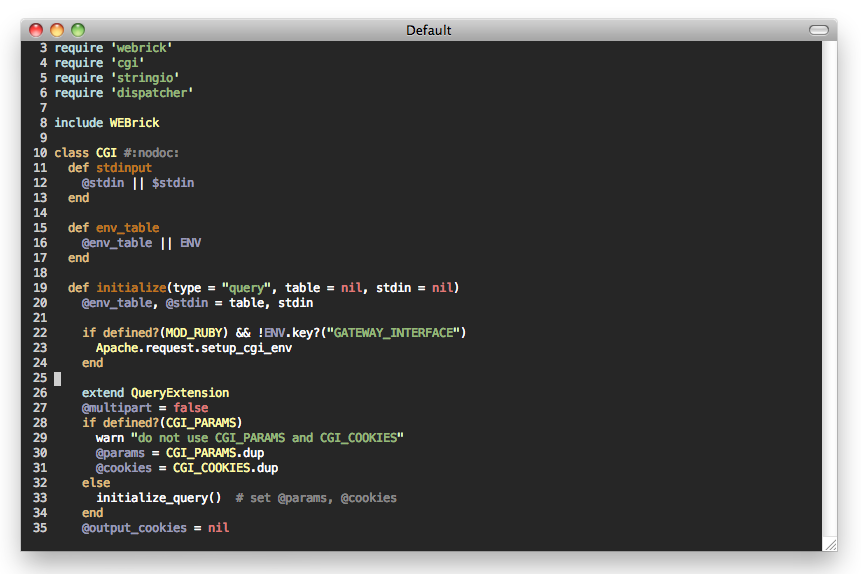 Default
3 require 'webrick'
4 require 'cgi'
5 require 'stringio'
6 require 'dispatcher'
7
8 include WEBrick
9
10 class CGI #:nodoc:
11   def stdinput
12     @stdin || $stdin
13   end
14
15   def env_table
16     @env_table || ENV
17   end
18
19   def initialize(type = "query", table = nil, stdin = nil)
20     @env_table, @stdin = table, stdin
21
22     if defined?(MOD_RUBY) && !ENV.key?("GATEWAY_INTERFACE")
23       Apache.request.setup_cgi_env
24     end
25
26     extend QueryExtension
27     @multipart = false
28     if defined?(CGI_PARAMS)
29       warn "do not use CGI_PARAMS and CGI_COOKIES"
30       @params = CGI_PARAMS.dup
31       @cookies = CGI_COOKIES.dup
32     else
33       initialize_query()  # set @params, @cookies
34     end
35     @output_cookies = nil